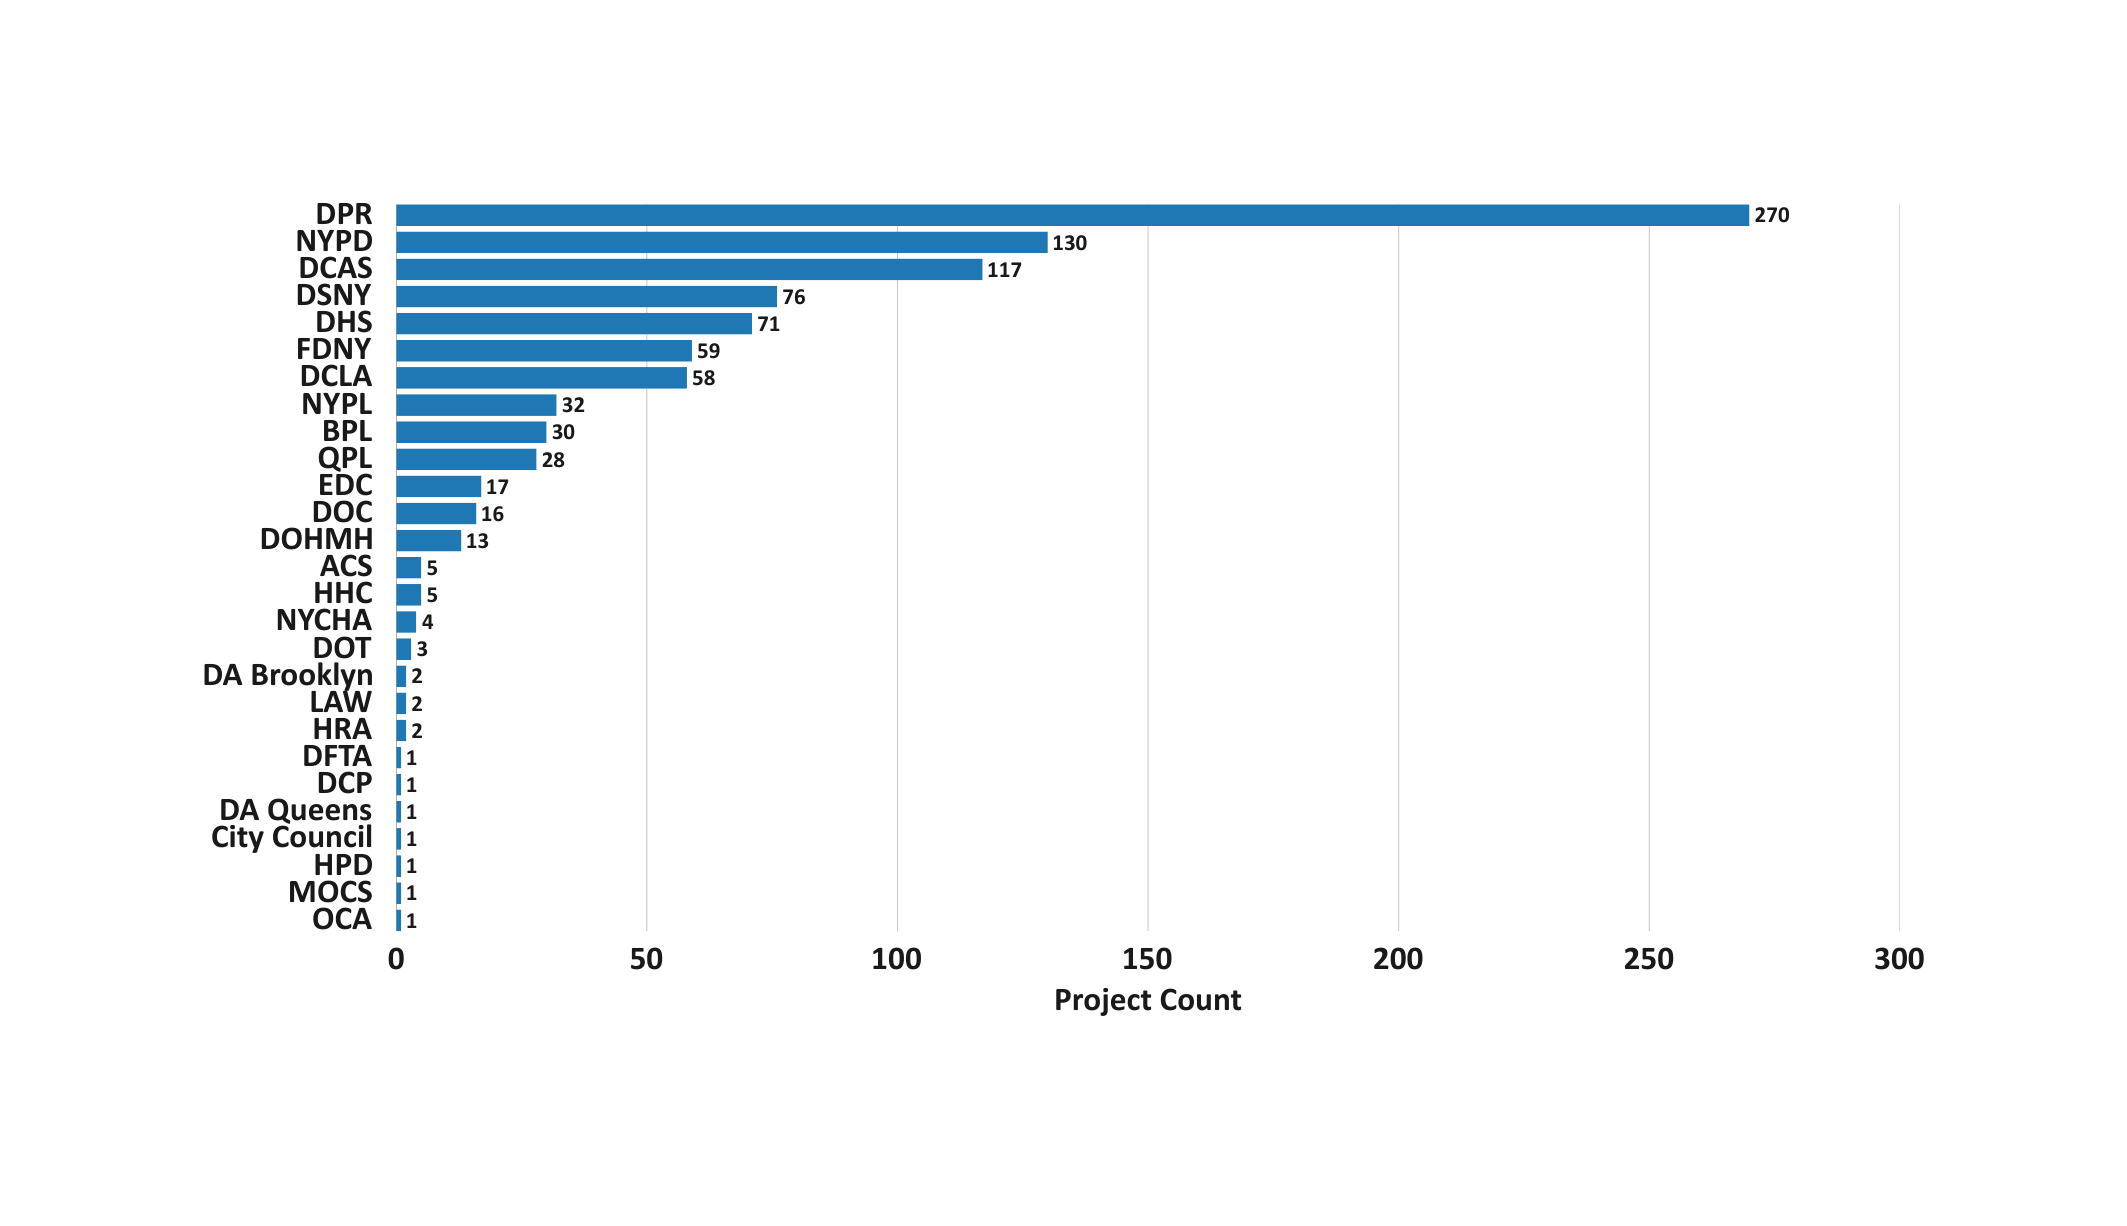 DPR 270
NYPD 130
DCAS 117
DSNY 76
DHS 71
FDNY 59
DCLA 58
NYPL 32
BPL 30
QPL 28
EDC 17
DOC 16
DOHMH 13
ACS 5
HHC 5
NYCHA 4
DOT 3
DA Brooklyn 2
LAW 2
HRA 2
DFTA 1
DCP 1
DA Queens 1
City Council 1
HPD 1
MOCS 1
OCA 1
0 50 100 150 200 250 300
Project Count